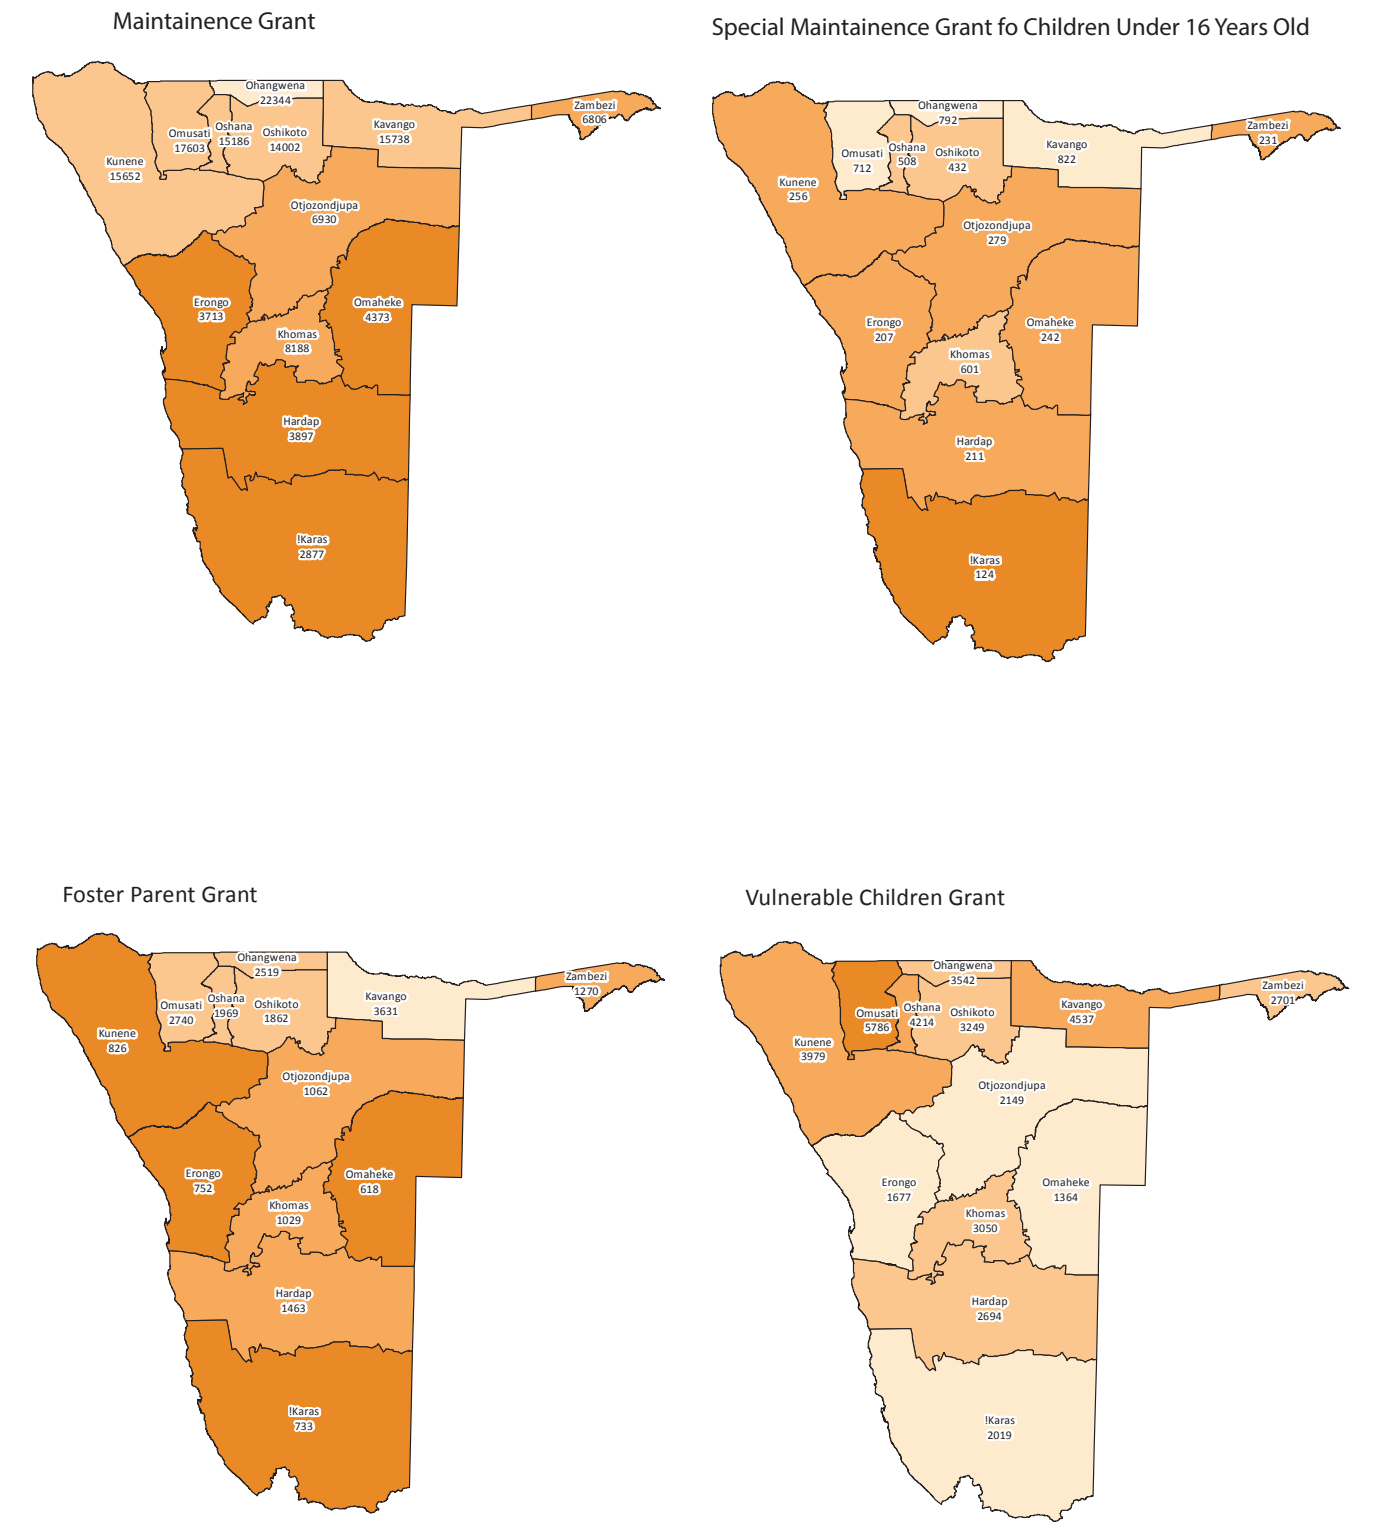 Maintainence Grant
Ohangwena
22344
Zambezi
6806
Omusati
17603
Oshana
15186
Oshikoto
14002
Kavango
15738
Kunene
15652
Otjozondjupa
6930
Erongo
3713
Omaheke
4373
Khomas
8188
Hardap
3897
!Karas
2877
Special Maintainence Grant fo Children Under 16 Years Old
Ohangwena
792
Zambezi
231
Omusati
712
Oshana
508
Oshikoto
432
Kavango
822
Kunene
256
Otjozondjupa
279
Erongo
207
Omaheke
242
Khomas
601
Hardap
211
!Karas
124
Foster Parent Grant
Ohangwena
2519
Zambezi
1270
Omusati
2740
Oshana
1969
Oshikoto
1862
Kavango
3631
Kunene
826
Otjozondjupa
1062
Erongo
752
Omaheke
618
Khomas
1029
Hardap
1463
!Karas
733
Vulnerable Children Grant
Ohangwena
3542
Zambezi
2701
Omusati
5786
Oshana
4214
Oshikoto
3249
Kavango
4537
Kunene
3979
Otjozondjupa
2149
Erongo
1677
Omaheke
1364
Khomas
3050
Hardap
2694
!Karas
2019